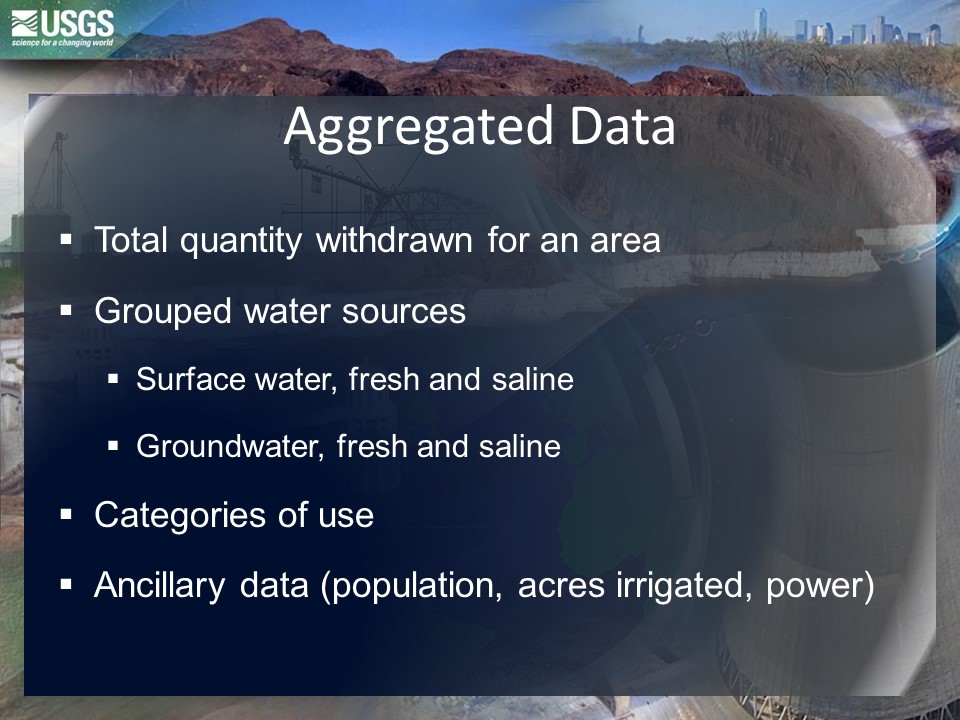 USGS
science for a changing world
Aggregated Data
▪ Total quantity withdrawn for an area
▪ Grouped water sources
▪ Surface water, fresh and saline
▪ Groundwater, fresh and saline
▪ Categories of use
▪ Ancillary data (population, acres irrigated, power)